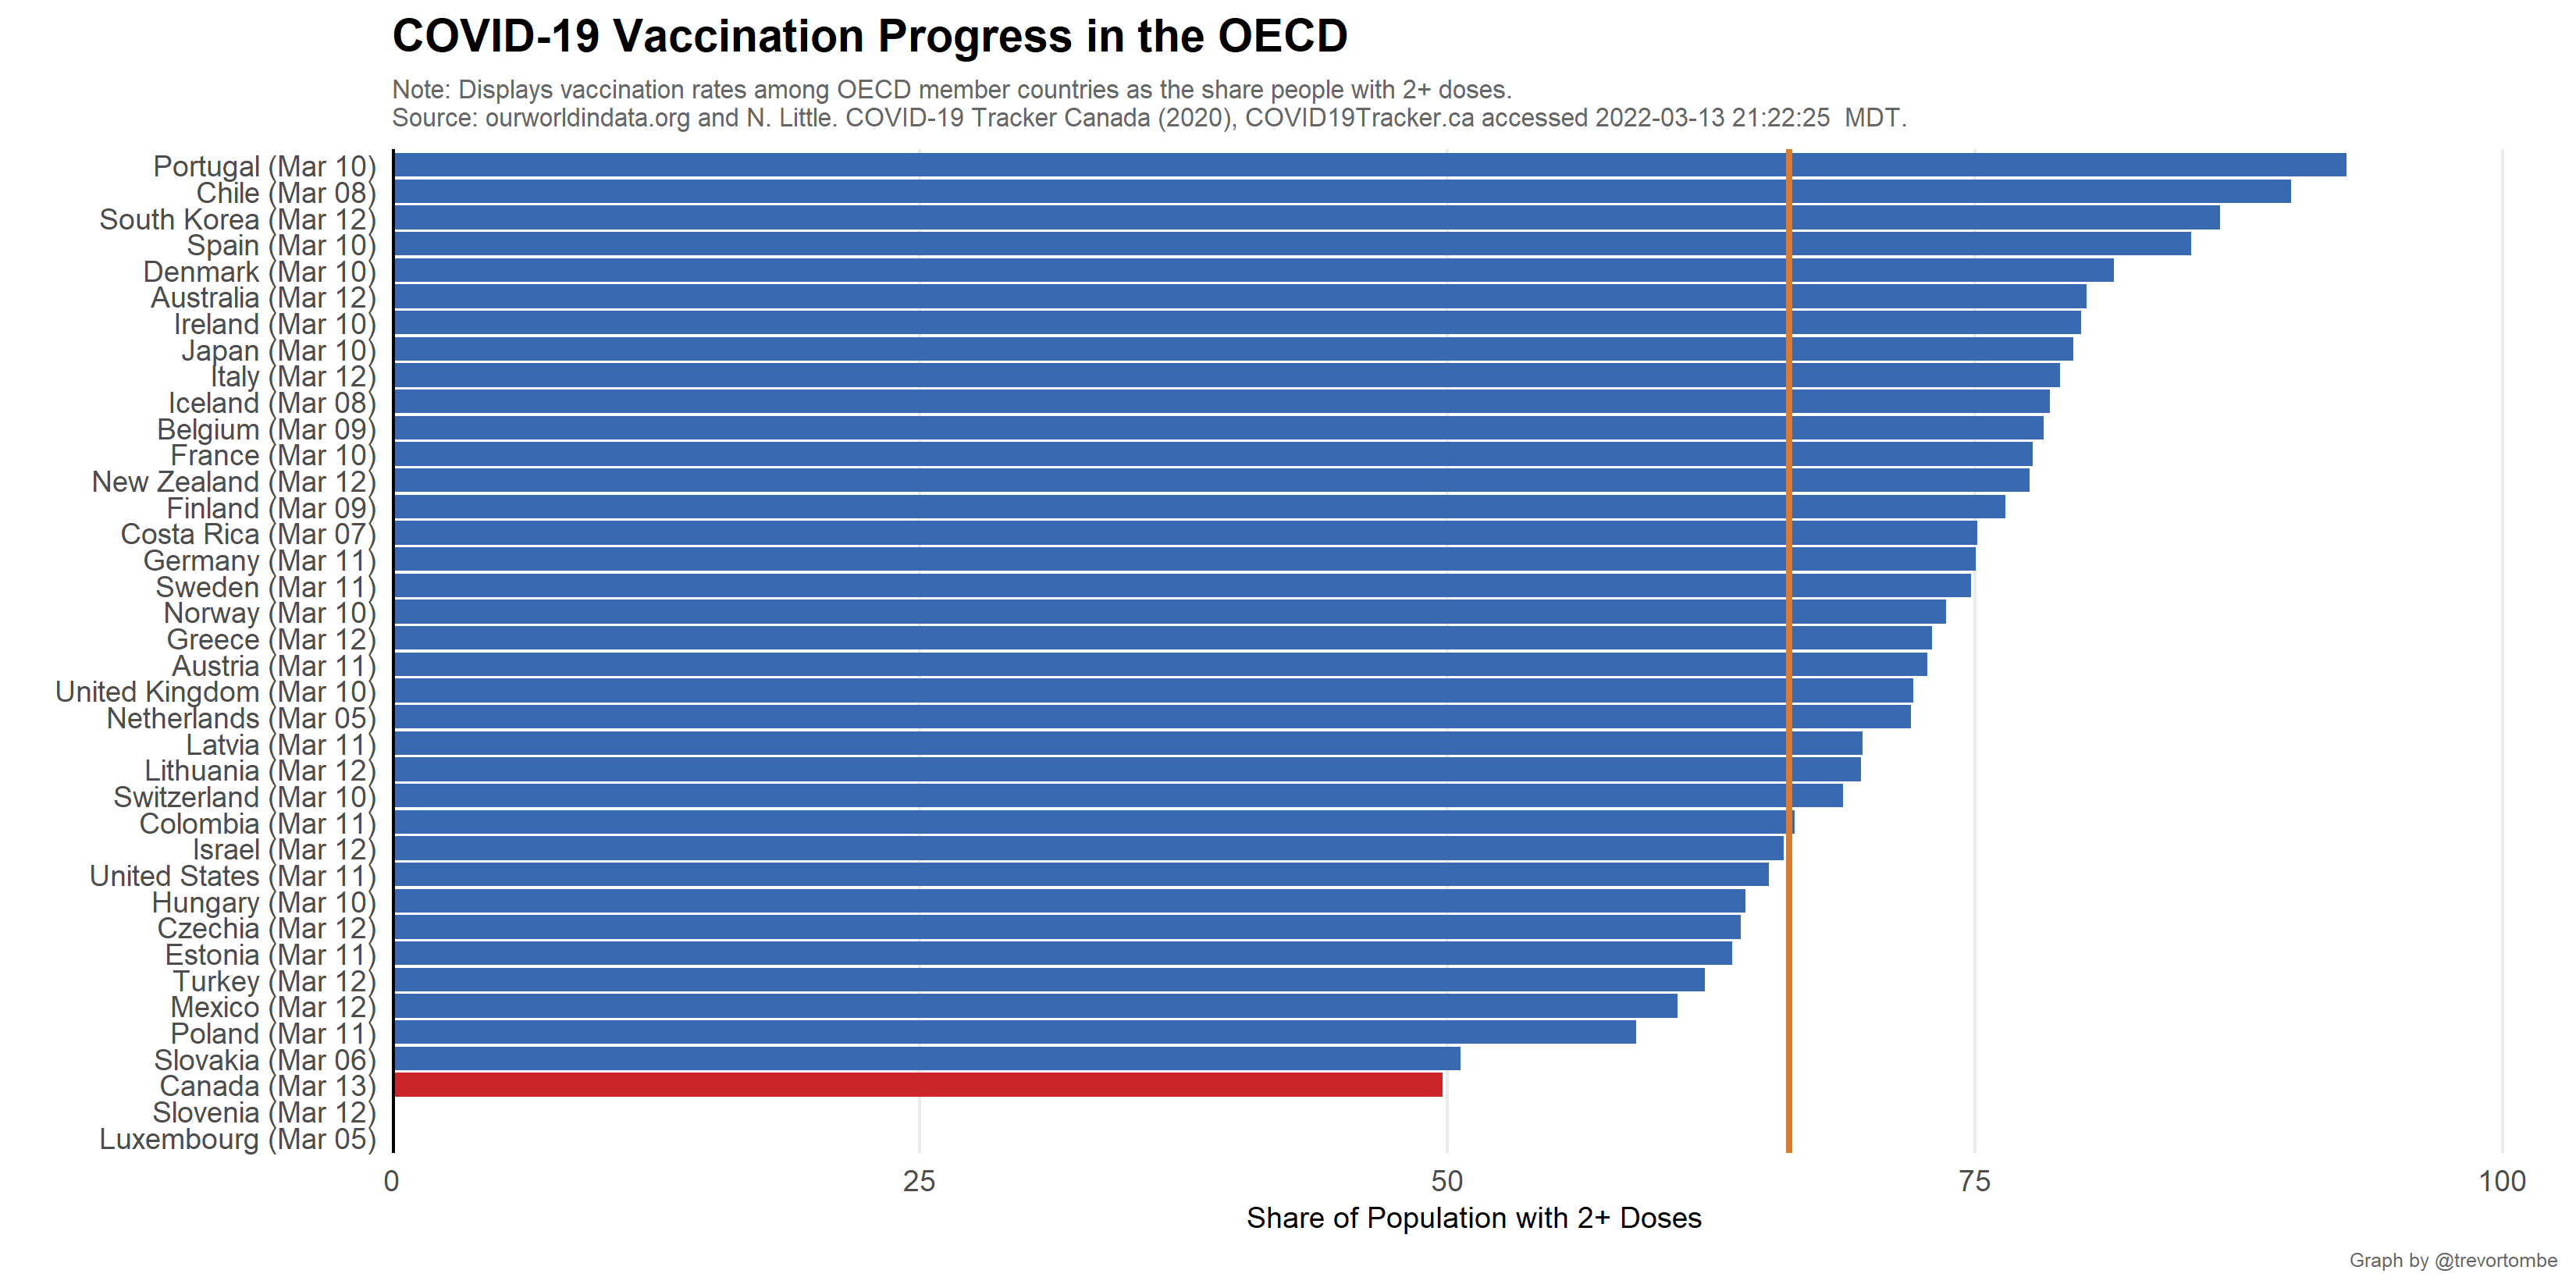 COVID-19 Vaccination Progress in the OECD
Note: Displays vaccination rates among OECD member countries as the share people with 2+ doses.
Source: ourworldindata.org and N. Little. COVID-19 Tracker Canada (2020), COVID19Tracker.ca accessed 2022-03-13 21:22:25  MDT.
Portugal (Mar 10)
Chile (Mar 08)
South Korea (Mar 12)
Spain (Mar 10)
Denmark (Mar 10)
Australia (Mar 12)
Ireland (Mar 10)
Japan (Mar 10)
Italy (Mar 12)
Iceland (Mar 08)
Belgium (Mar 09)
France (Mar 10)
New Zealand (Mar 12)
Finland (Mar 09)
Costa Rica (Mar 07)
Germany (Mar 11)
Sweden (Mar 11)
Norway (Mar 10)
Greece (Mar 12)
Austria (Mar 11)
United Kingdom (Mar 10)
Netherlands (Mar 05)
Latvia (Mar 11)
Lithuania (Mar 12)
Switzerland (Mar 10)
Colombia (Mar 11)
Israel (Mar 12)
United States (Mar 11)
Hungary (Mar 10)
Czechia (Mar 12)
Estonia (Mar 11)
Turkey (Mar 12)
Mexico (Mar 12)
Poland (Mar 11)
Slovakia (Mar 06)
Canada (Mar 13)
Slovenia (Mar 12)
Luxembourg (Mar 05)
0 25 50 75 100
Share of Population with 2+ Doses
Graph by @trevortombe